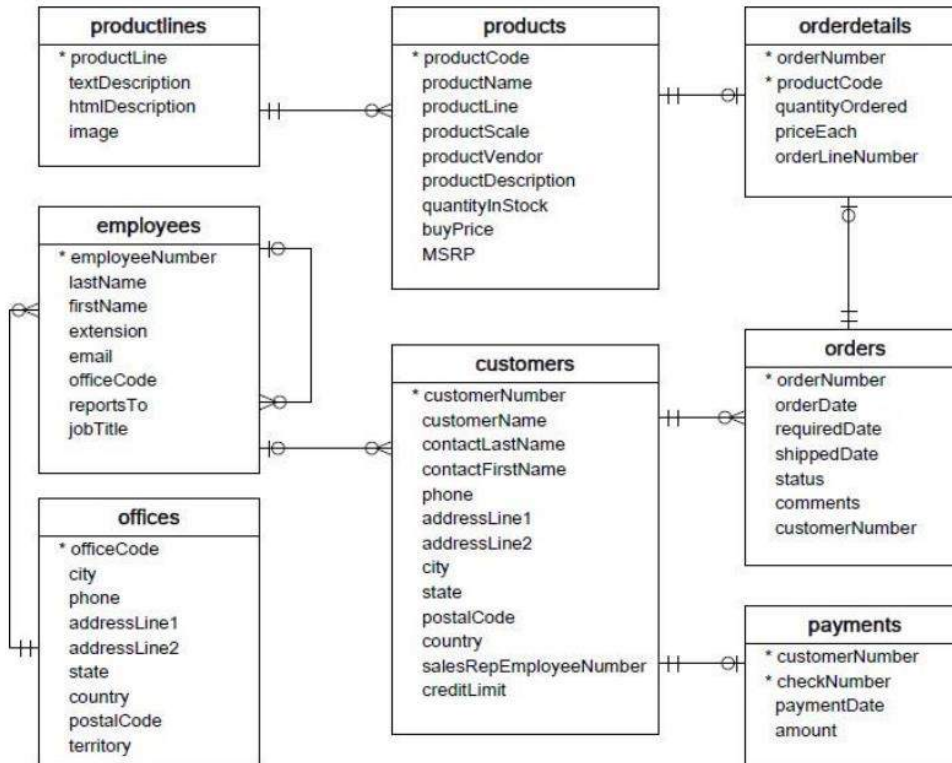 productlines
* productLine
textDescription
htmlDescription
image
products
* productCode
productName
productLine
productScale
productVendor
productDescription
quantityInStock
buyPrice
MSRP
orderdetails
* orderNumber
* productCode
quantityOrdered
priceEach
orderLineNumber
employees
* employeeNumber
lastName
firstName
extension
email
officeCode
reportsTo
jobTitle
customers
* customerNumber
customerName
contactLastName
contactFirstName
phone
addressLine1
addressLine2
city
state
postalCode
country
salesRepEmployeeNumber
creditLimit
orders
* orderNumber
orderDate
requiredDate
shippedDate
status
comments
customerNumber
offices
* officeCode
city
phone
addressLine1
addressLine2
state
country
postalCode
territory
payments
* customerNumber
* checkNumber
paymentDate
amount